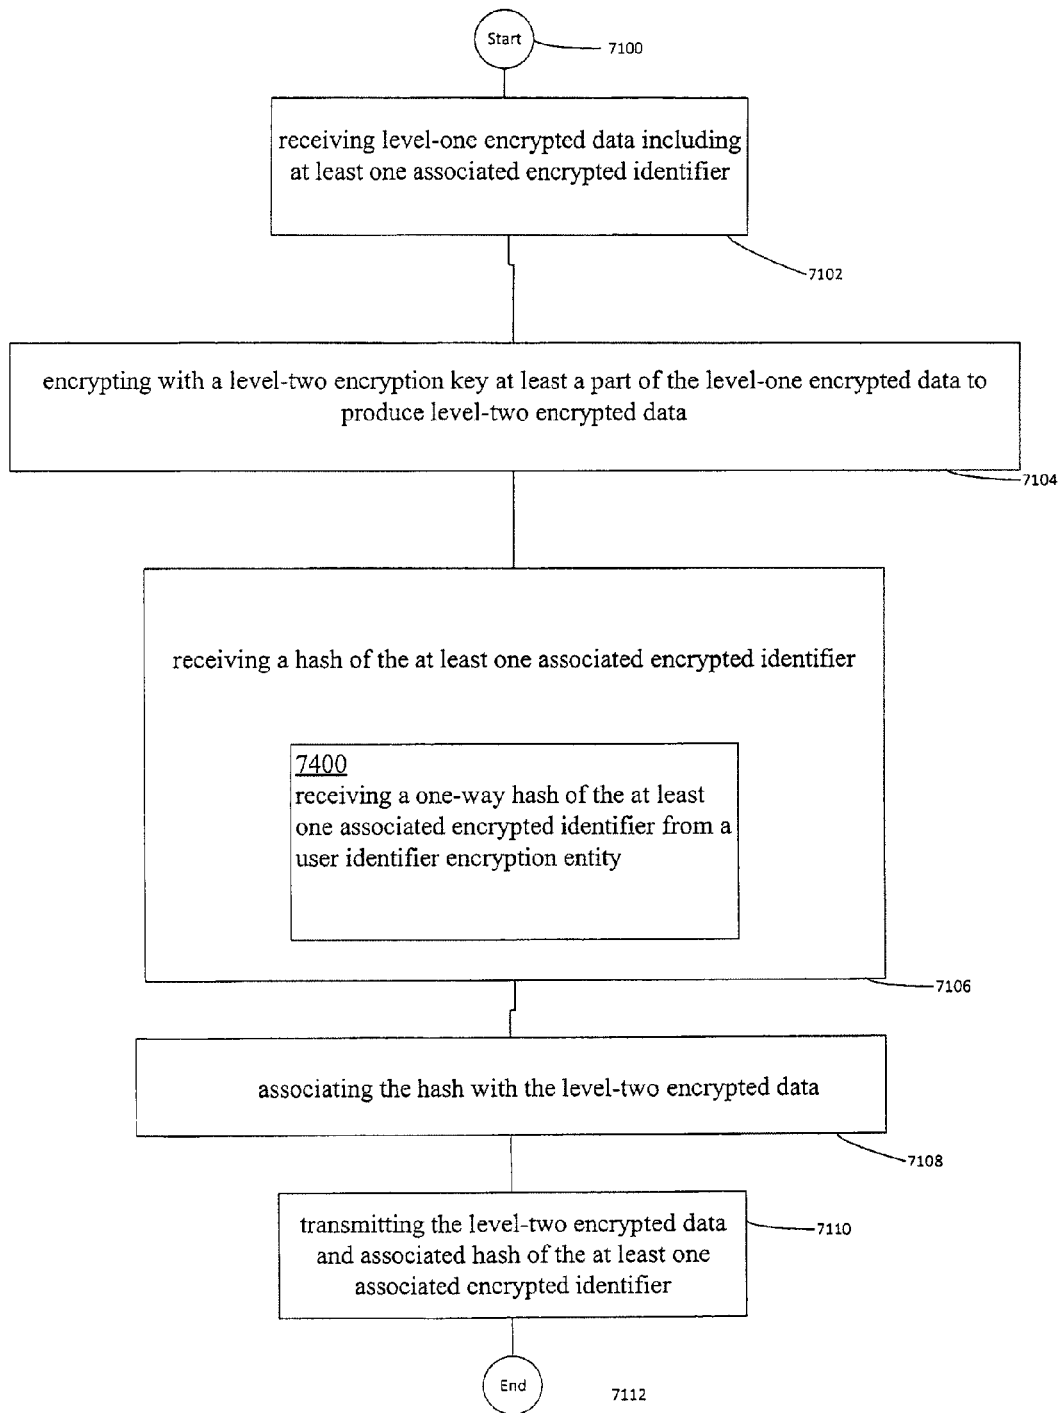 Start
7100
receiving level-one encrypted data including
at least one associated encrypted identifier
7102
encrypting with a level-two encryption key at least a part of the level-one encrypted data to
produce level-two encrypted data
7104
receiving a hash of the at least one associated encrypted identifier
7400
receiving a one-way hash of the at least
one associated encrypted identifier from a
user identifier encryption entity
7106
associating the hash with the level-two encrypted data
7108
transmitting the level-two encrypted data
and associated hash of the at least one
associated encrypted identifier
7110
End
7112